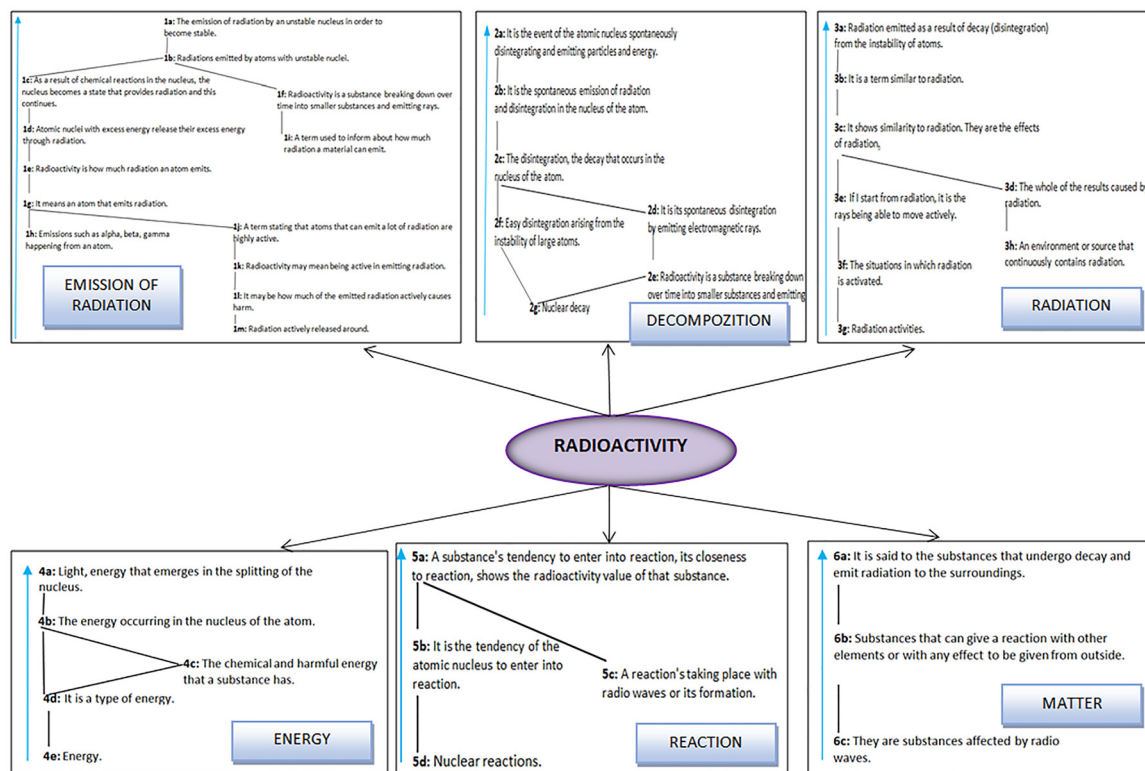 1a: The emission of radiation by an unstable nucleus in order to
become stable.
1b: Radiations emitted by atoms with unstable nuclei.
1c: As a result of chemical reactions in the nucleus, the
nucleus becomes a state that provides radiation and this
continues.
1f: Radioactivity is a substance breaking down over
time into smaller substances and emitting rays.
1d: Atomic nuclei with excess energy release their excess energy
through radiation.
1i: A term used to inform about how much
radiation a material can emit.
1e: Radioactivity is how much radiation an atom emits.
1g: It means an atom that emits radiation.
1h: Emissions such as alpha, beta, gamma
happening from an atom.
1j: A term stating that atoms that can emit a lot of radiation are
highly active.
1k: Radioactivity may mean being active in emitting radiation.
1l: It may be how much of the emitted radiation actively causes
harm.
1m: Radiation actively released around.
EMISSION OF
RADIATION
2a: It is the event of the atomic nucleus spontaneously
disintegrating and emitting particles and energy.
2b: It is the spontaneous emission of radiation
and disintegration in the nucleus of the atom.
2c: The disintegration, the decay that occurs in the
nucleus of the atom.
2d: It is its spontaneous disintegration
by emitting electromagnetic rays.
2f: Easy disintegration arising from the
instability of large atoms.
2e: Radioactivity is a substance breaking down
over time into smaller substances and emitting
2g: Nuclear decay
DECOMPOZITION
3a: Radiation emitted as a result of decay (disintegration)
from the instability of atoms.
3b: It is a term similar to radiation.
3c: It shows similarity to radiation. They are the effects
of radiation.
3d: The whole of the results caused by
radiation.
3e: If I start from radiation, it is the
rays being able to move actively.
3h: An environment or source that
continuously contains radiation.
3f: The situations in which radiation
is activated.
3g: Radiation activities.
RADIATION
RADIOACTIVITY
4a: Light, energy that emerges in the splitting of the
nucleus.
4b: The energy occurring in the nucleus of the atom.
4c: The chemical and harmful energy
that a substance has.
4d: It is a type of energy.
4e: Energy.
ENERGY
5a: A substance's tendency to enter into reaction, its closeness
to reaction, shows the radioactivity value of that substance.
5b: It is the tendency of the
atomic nucleus to enter into
reaction.
5c: A reaction's taking place with
radio waves or its formation.
5d: Nuclear reactions.
REACTION
6a: It is said to the substances that undergo decay and
emit radiation to the surroundings.
6b: Substances that can give a reaction with other
elements or with any effect to be given from outside.
6c: They are substances affected by radio
waves.
MATTER